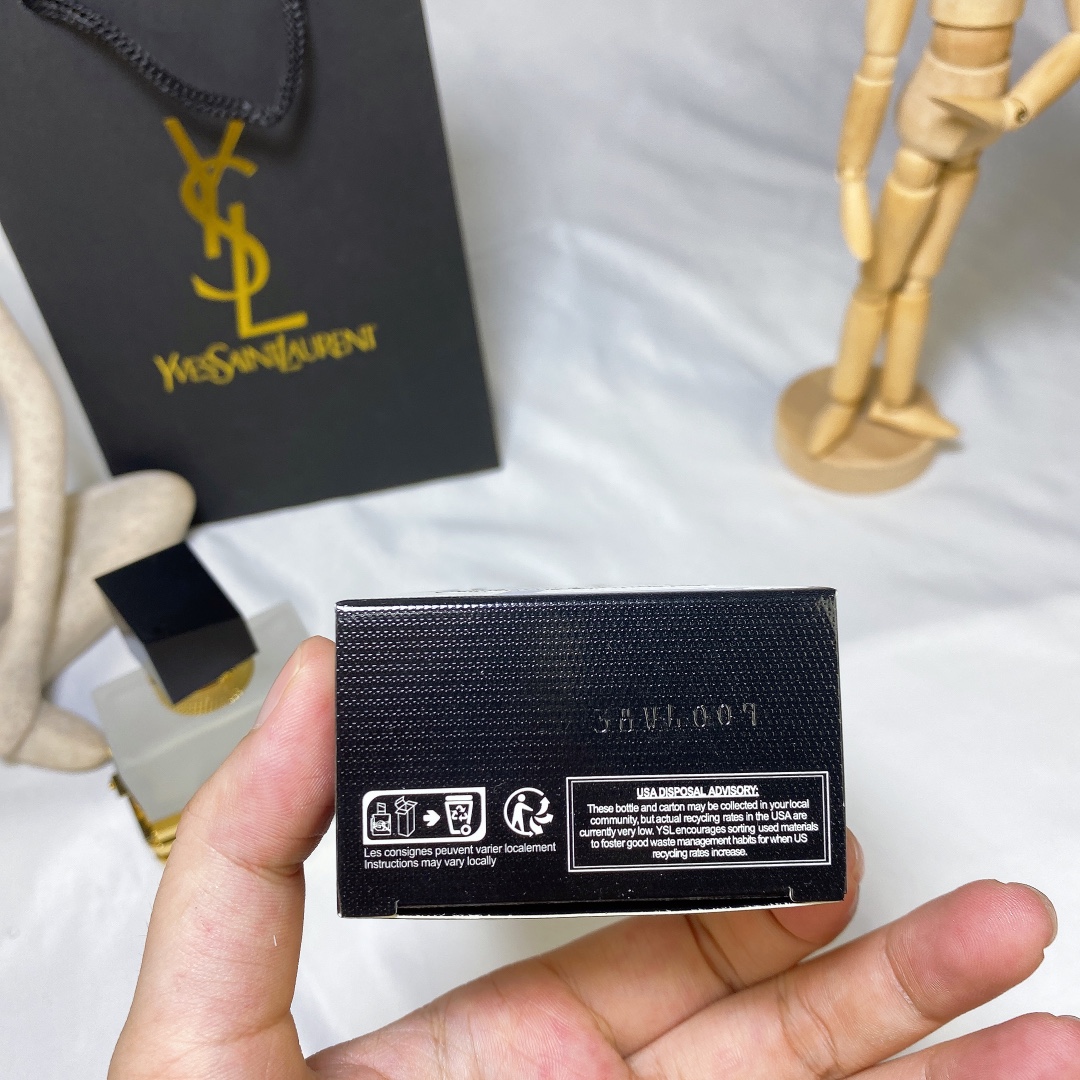 YSL
YVESSAINTLAURENT
Les consignes peuvent varier localement
Instructions may vary locally
USA DISPOSAL ADVISORY:
These bottle and carton may be collected in your local
community, but actual recycling rates in the USA are
currently very low. YSL encourages sorting used materials
to foster good waste management habits for when US
recycling rates increase.